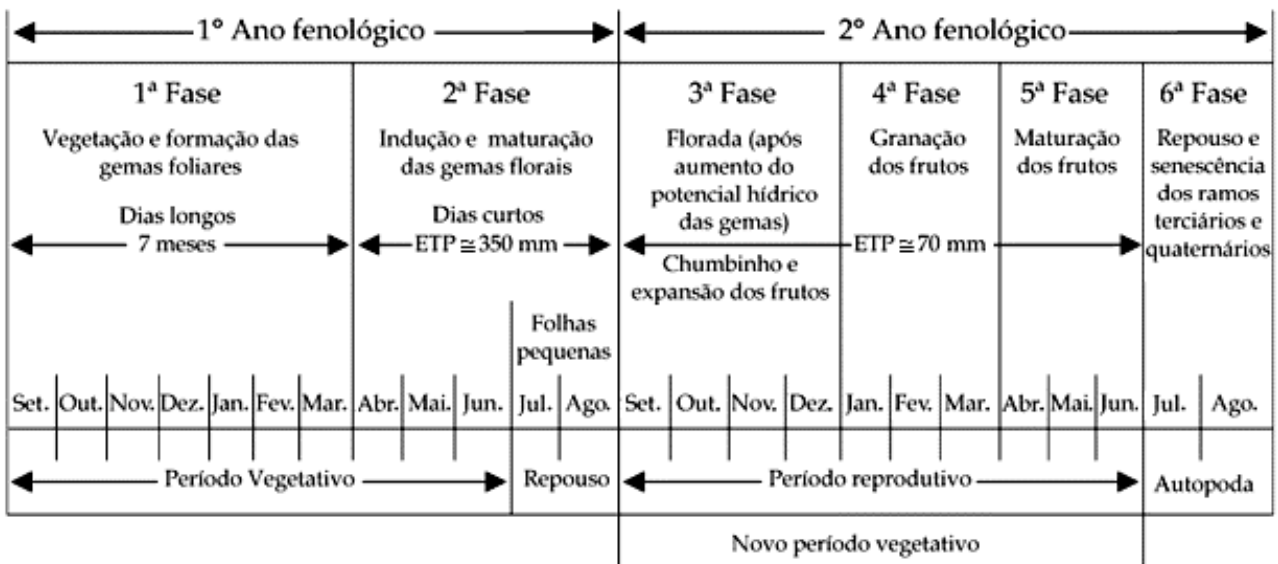 1º Ano fenológico
2º Ano fenológico
1ª Fase
Vegetação e formação das
gemas foliares
Dias longos
7 meses
2ª Fase
Indução e maturação
das gemas florais
Dias curtos
ETP ≅ 350 mm
Folhas
pequenas
3ª Fase
Florada (após
aumento do
potencial hídrico
das gemas)
Chumbinho e
expansão dos frutos
4ª Fase
Granação
dos frutos
ETP ≅ 70 mm
5ª Fase
Maturação
dos frutos
6ª Fase
Repouso e
senescência
dos ramos
terciários e
quaternários
Set. Out. Nov. Dez. Jan. Fev. Mar. Abr. Mai. Jun. Jul. Ago. Set. Out. Nov. Dez. Jan. Fev. Mar. Abr. Mai. Jun. Jul. Ago.
Período Vegetativo
Repouso
Período reprodutivo
Autopoda
Novo período vegetativo